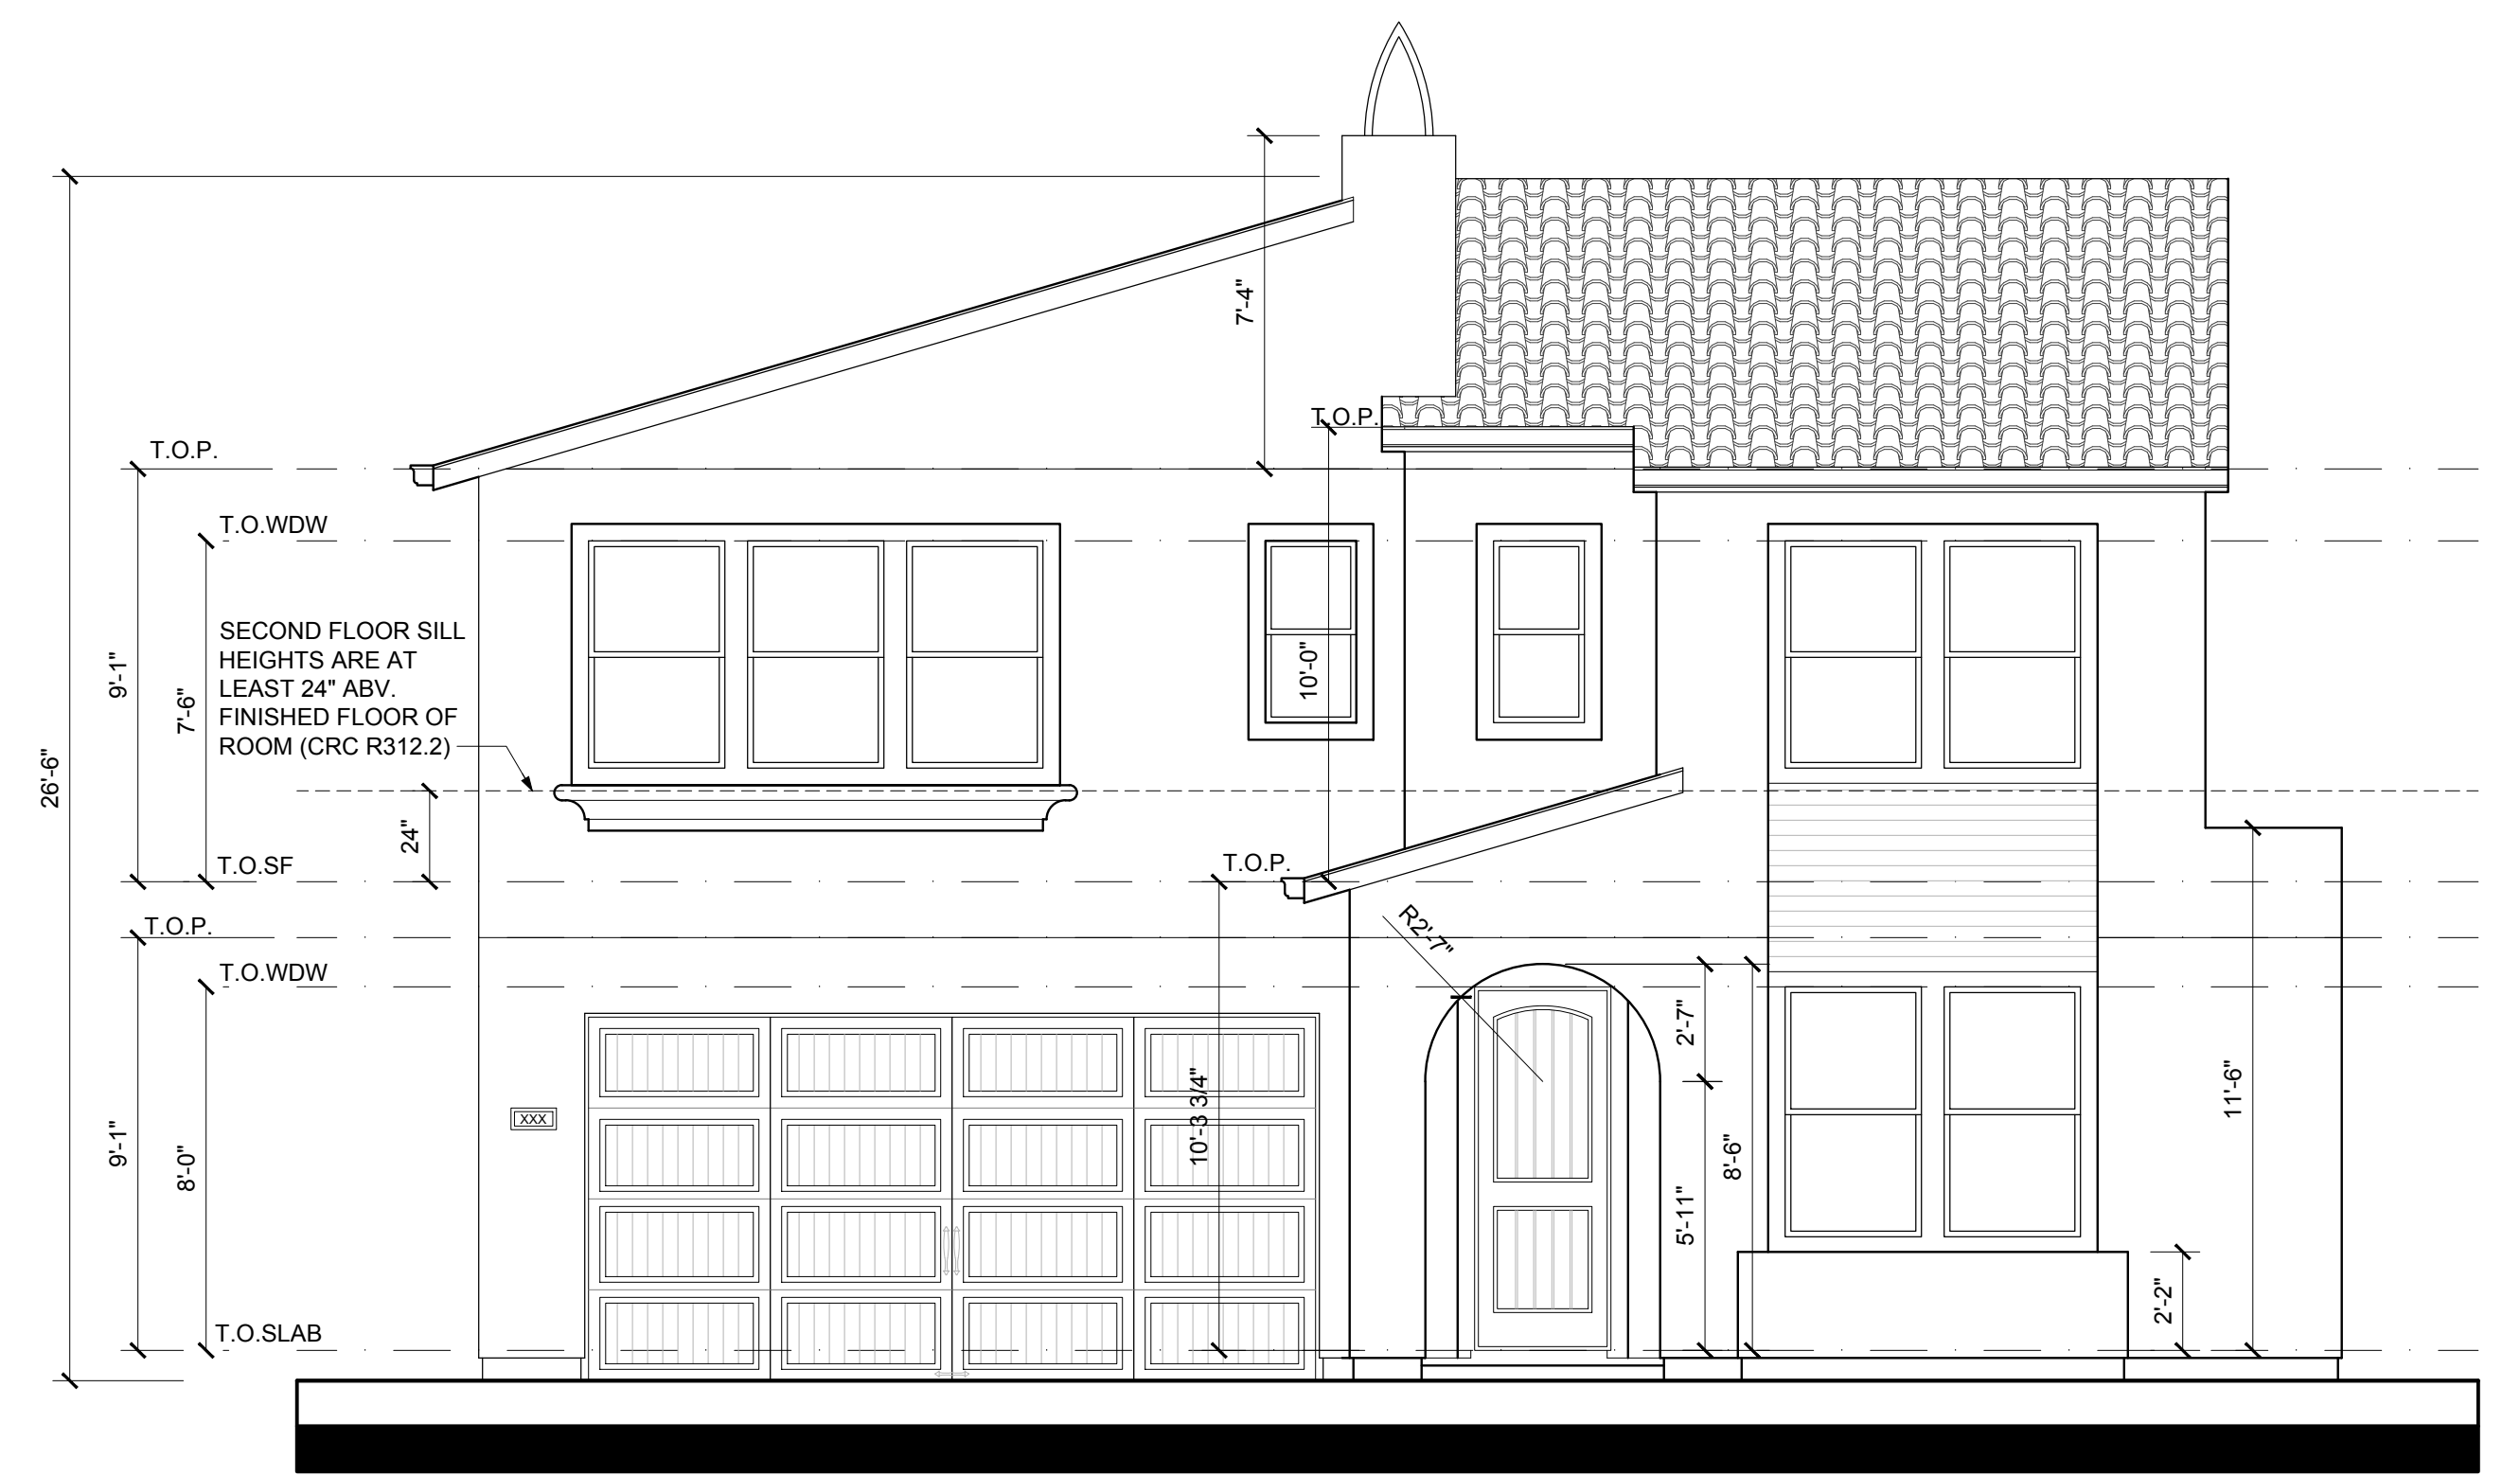 7'-4"
T.O.P.
T.O.P.
T.O.WDW
SECOND FLOOR SILL
HEIGHTS ARE AT
LEAST 24" ABV.
FINISHED FLOOR OF
ROOM (CRC R312.2)
9'-1"
7'-6"
10'-0"
26'-6"
24"
T.O.SF
T.O.P.
T.O.P.
R2'-7"
T.O.WDW
2'-7"
10'-3 3/4"
11'-6"
XXX
9'-1"
8'-0"
8'-6"
5'-11"
2'-2"
T.O.SLAB